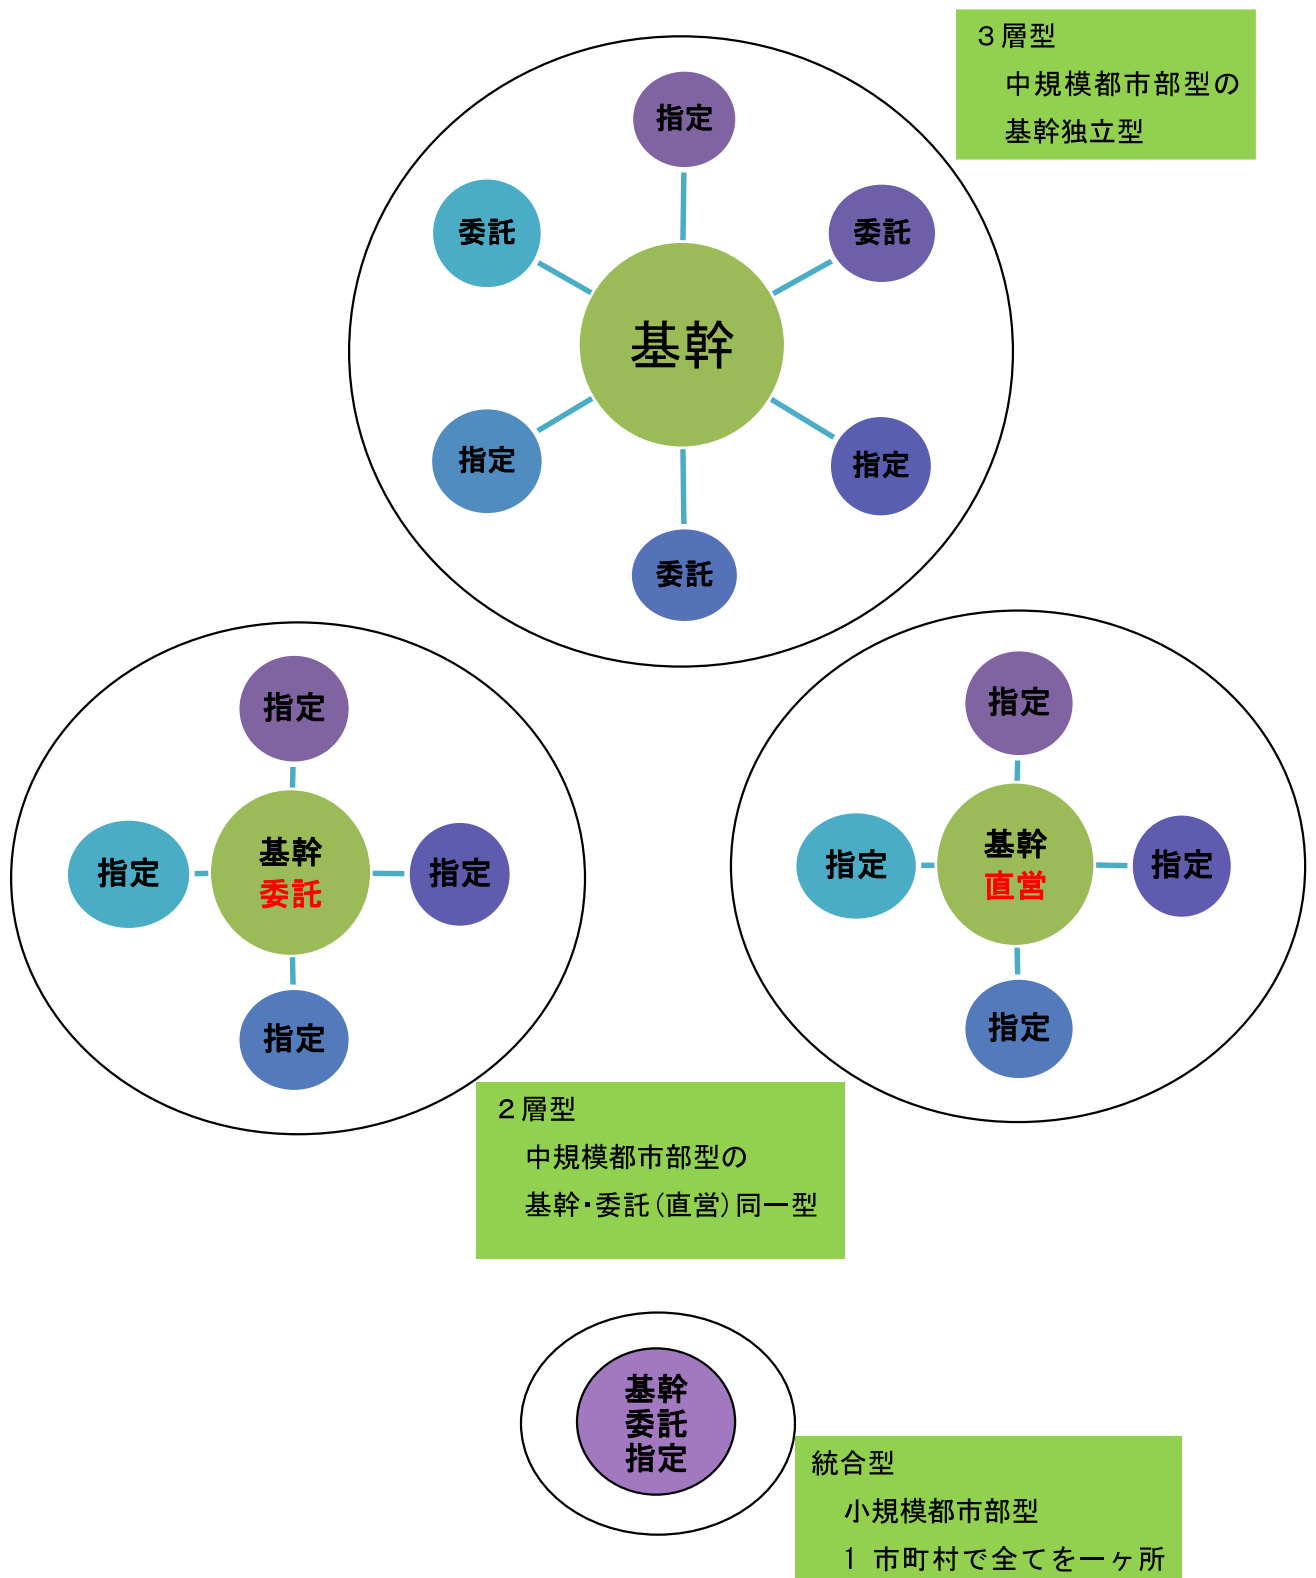 ３層型
中規模都市部型の
基幹独立型
指定
委託
委託
基幹
指定
指定
委託
指定
指定
基幹
委託
指定
指定
指定
指定
基幹
直営
指定
指定
２層型
中規模都市部型の
基幹・委託(直営)同一型
基幹
委託
指定
統合型
小規模都市部型
1 市町村で全てを一ヶ所